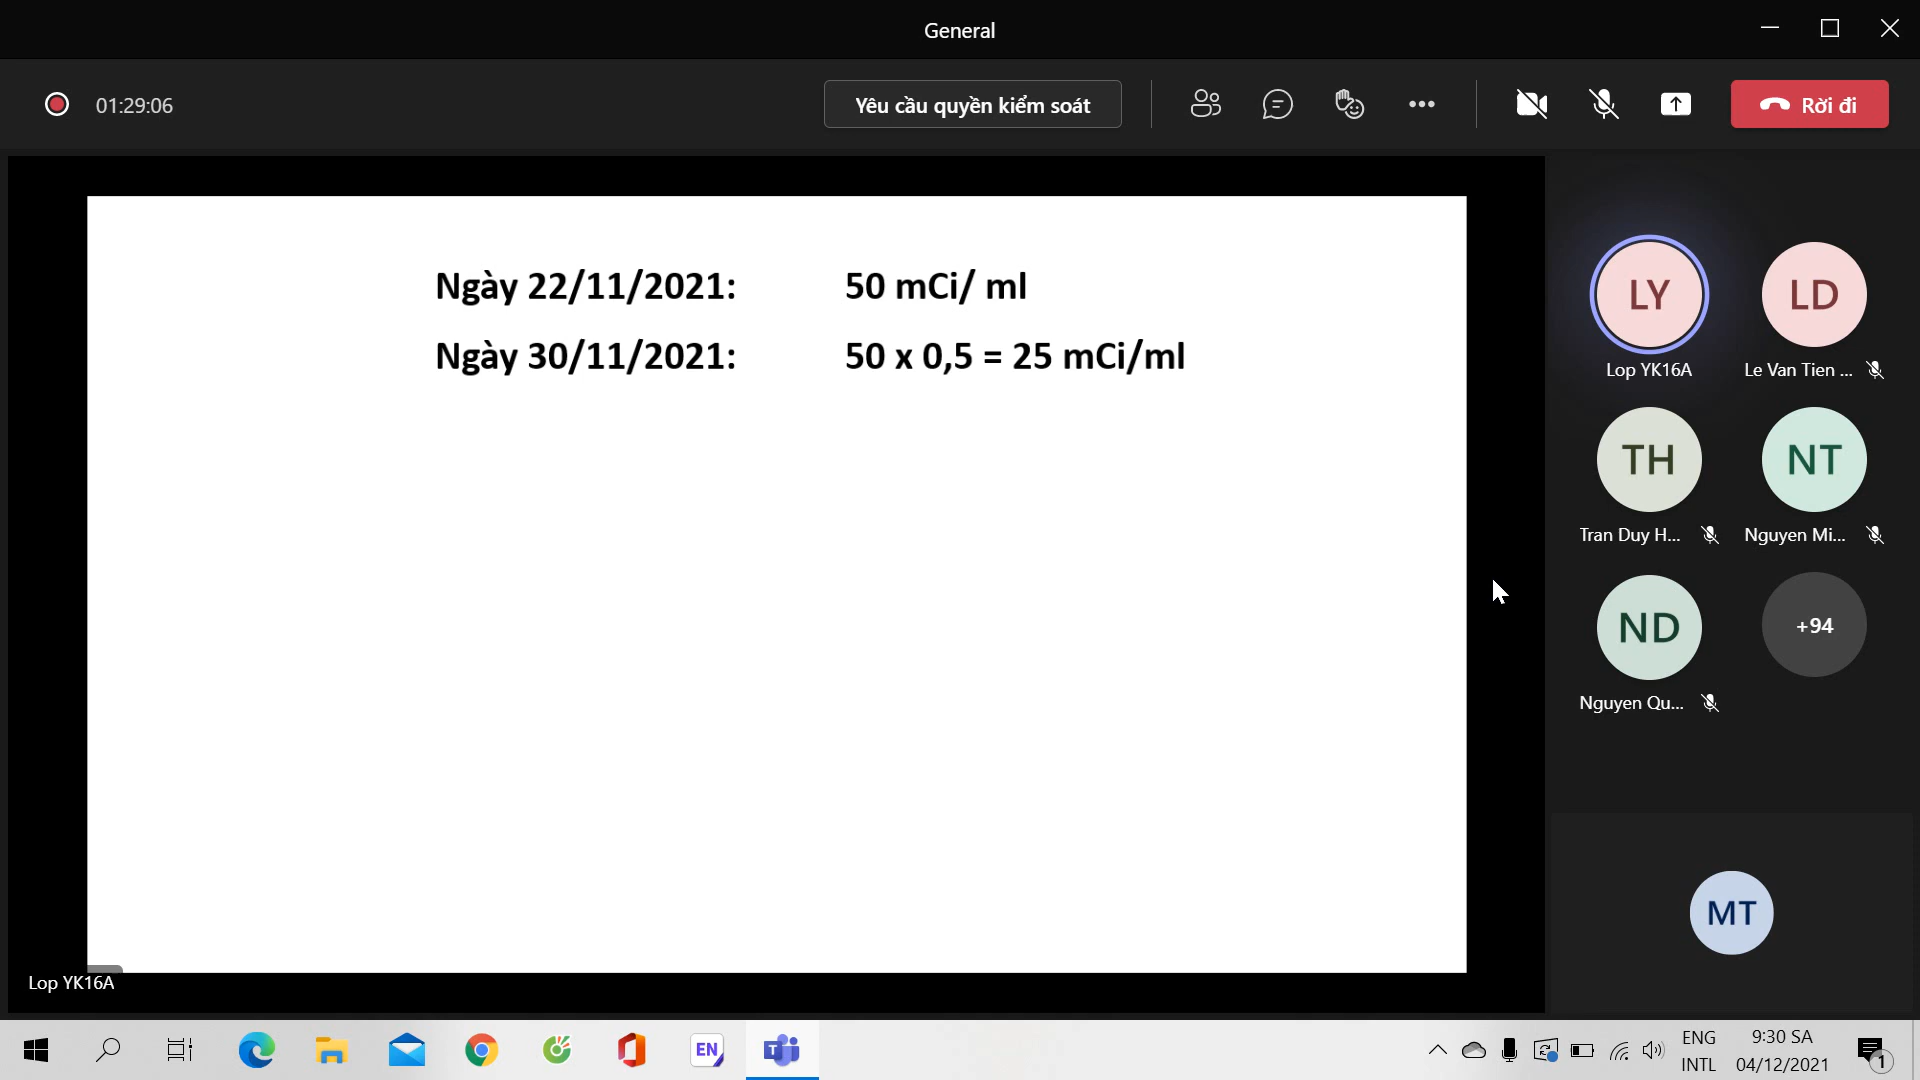 General
01:29:06
Yêu cầu quyền kiểm soát
Rời đi
Ngày 22/11/2021: 50 mCi/ ml
Ngày 30/11/2021: 50 x 0,5 = 25 mCi/ml
LY
LD
Lop YK16A
Le Van Tien ...
TH
NT
Tran Duy H...
Nguyen Mi...
ND
+94
Nguyen Qu...
MT
Lop YK16A
EN
T
ENG
INTL
9:30 SA
04/12/2021
1